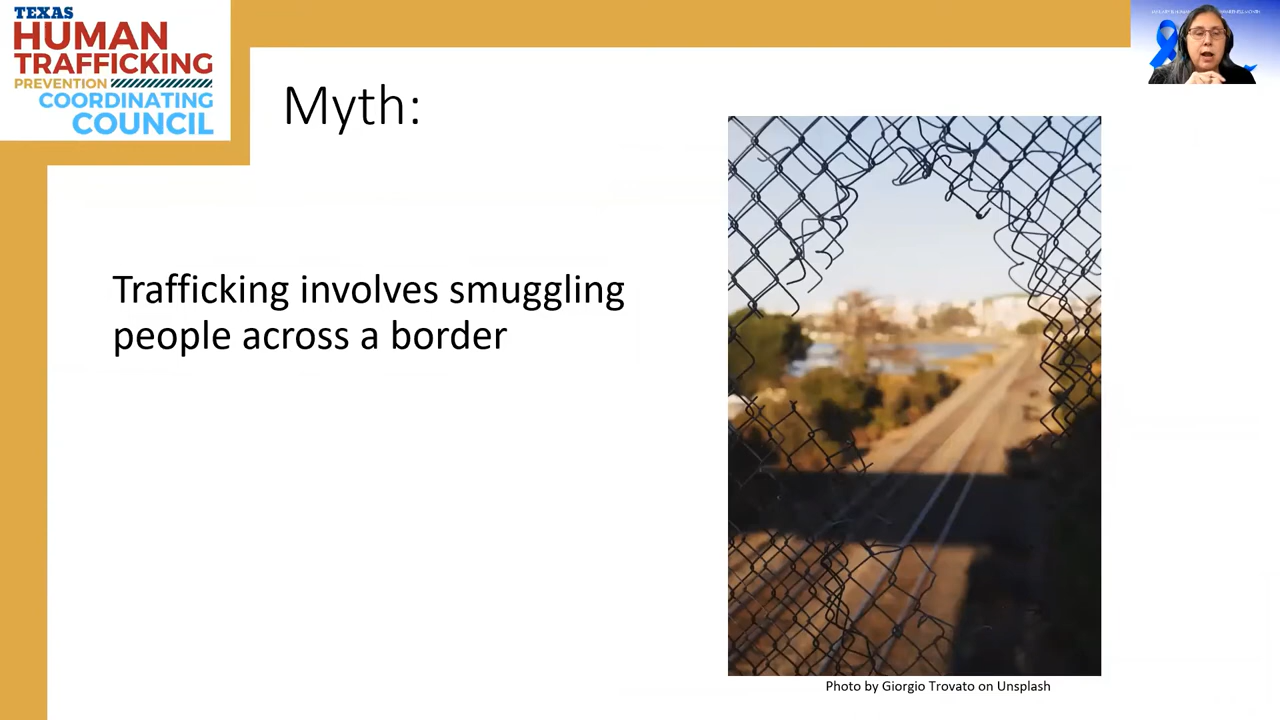 TEXAS
HUMAN
TRAFFICKING
PREVENTION
COORDINATING
COUNCIL
Myth:
Trafficking involves smuggling
people across a border
Photo by Giorgio Trovato on Unsplash